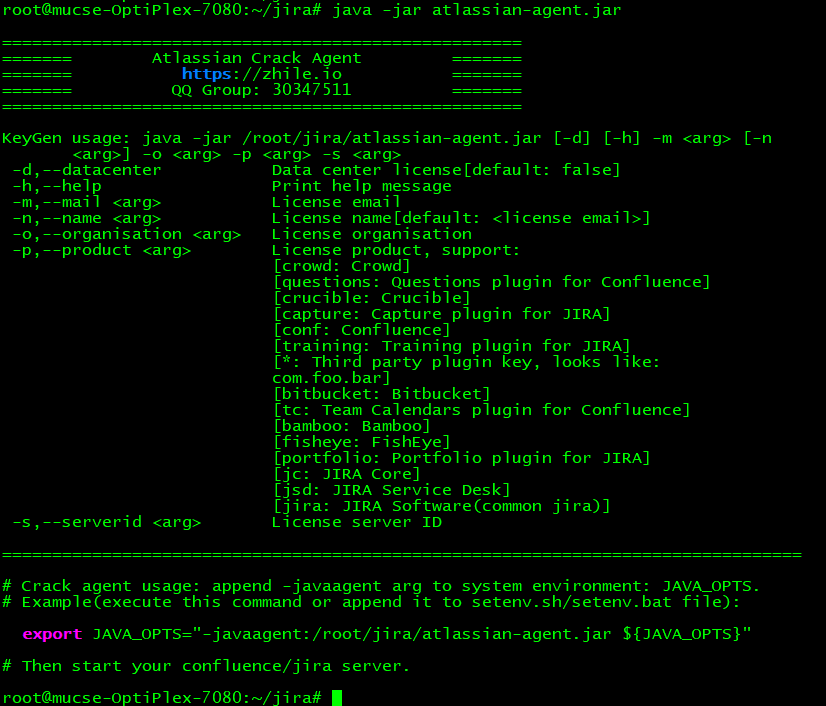 root@mucse-OptiPlex-7080:~/jira# java -jar atlassian-agent.jar
====================================================
======= Atlassian Crack Agent =======
======= https://zhile.io =======
======= QQ Group: 30347511 =======
====================================================
KeyGen usage: java -jar /root/jira/atlassian-agent.jar [-d] [-h] -m <arg> [-n
<arg>] -o <arg> -p <arg> -s <arg>
-d,--datacenter Data center license[default: false]
-h,--help Print help message
-m,--mail <arg> License email
-n,--name <arg> License name[default: <license email>]
-o,--organisation <arg> License organisation
-p,--product <arg> License product, support:
[crowd: Crowd]
[questions: Questions plugin for Confluence]
[crucible: Crucible]
[capture: Capture plugin for JIRA]
[conf: Confluence]
[training: Training plugin for JIRA]
[*: Third party plugin key, looks like:
com.foo.bar]
[bitbucket: Bitbucket]
[tc: Team Calendars plugin for Confluence]
[bamboo: Bamboo]
[fisheye: FishEye]
[portfolio: Portfolio plugin for JIRA]
[jc: JIRA Core]
[jsd: JIRA Service Desk]
[jira: JIRA Software(common jira)]
-s,--serverid <arg> License server ID
================================================================================
# Crack agent usage: append -javaagent arg to system environment: JAVA_OPTS.
# Example(execute this command or append it to setenv.sh/setenv.bat file):
export JAVA_OPTS="-javaagent:/root/jira/atlassian-agent.jar ${JAVA_OPTS}"
# Then start your confluence/jira server.
root@mucse-OptiPlex-7080:~/jira#